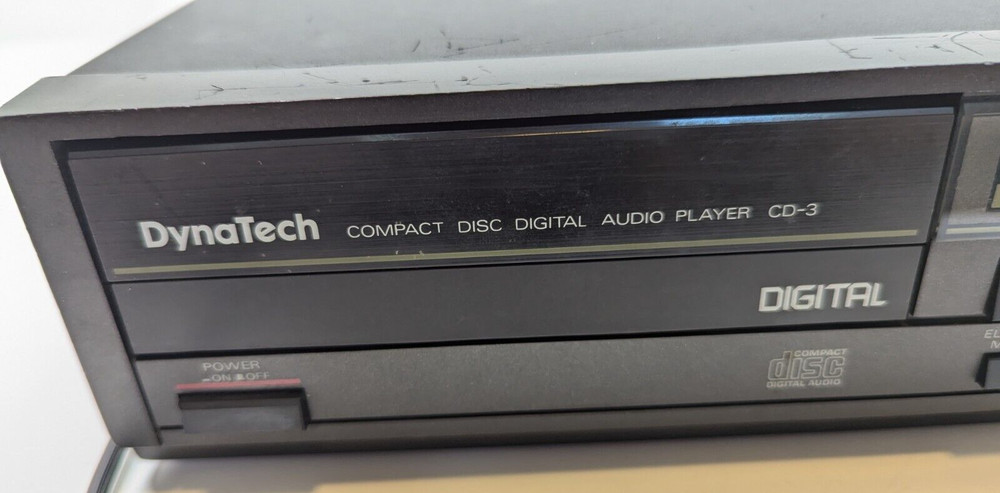 DynaTech COMPACT DISC DIGITAL AUDIO PLAYER CD-3
DIGITAL
POWER
ON OFF
COMPACT
disc
DIGITAL AUDIO